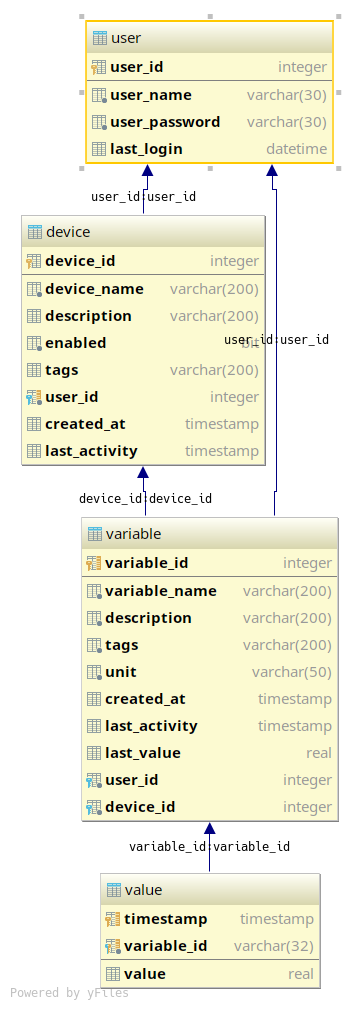 user
user_id integer
user_name varchar(30)
user_password varchar(30)
last_login datetime
user_id:user_id
device
device_id integer
device_name varchar(200)
description varchar(200)
user_id:user_id
enabled bit
tags varchar(200)
user_id integer
created_at timestamp
last_activity timestamp
device_id:device_id
variable
variable_id integer
variable_name varchar(200)
description varchar(200)
tags varchar(200)
unit varchar(50)
created_at timestamp
last_activity timestamp
last_value real
user_id integer
device_id integer
variable_id:variable_id
value
timestamp timestamp
variable_id varchar(32)
value real
Powered by yFiles